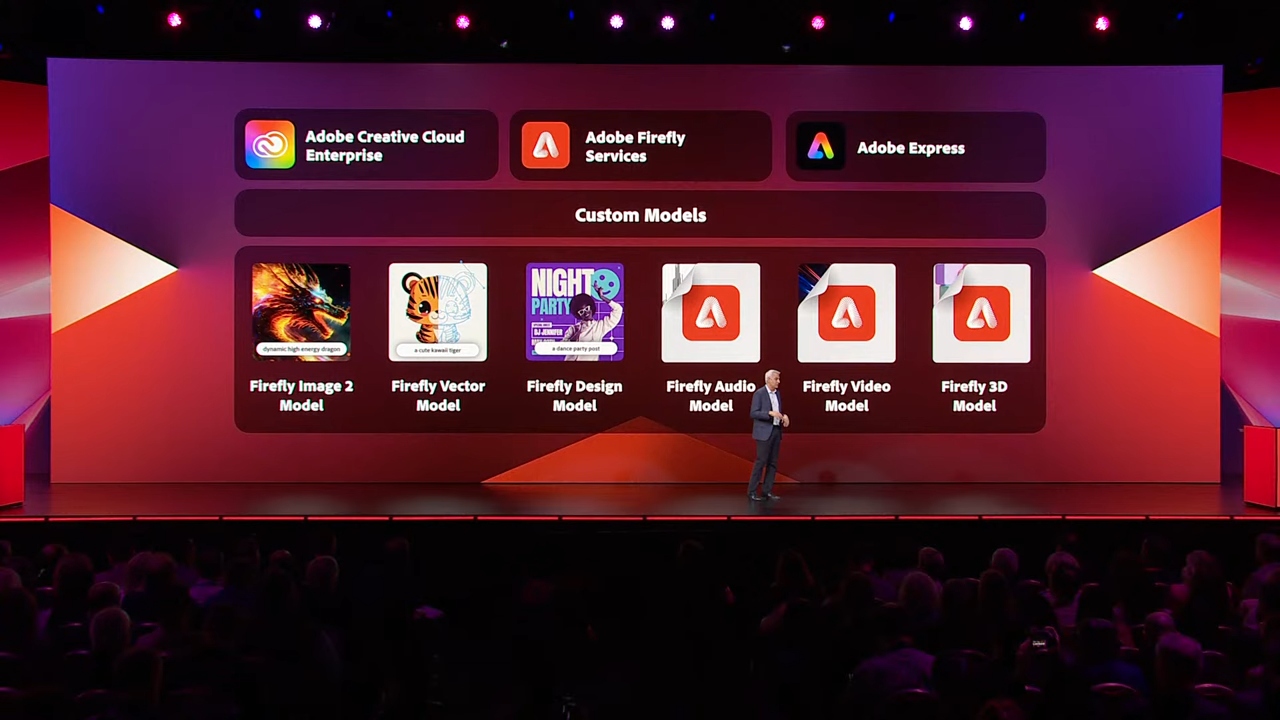 Adobe Creative Cloud
Enterprise
Adobe Firefly
Services
Adobe Express
Custom Models
dynamic high energy dragon
a cute kawaii tiger
NIGHT
PARTY
DJ JENNIFER
a dance party post
Firefly Image 2
Model
Firefly Vector
Model
Firefly Design
Model
Firefly Audio
Model
Firefly Video
Model
Firefly 3D
Model